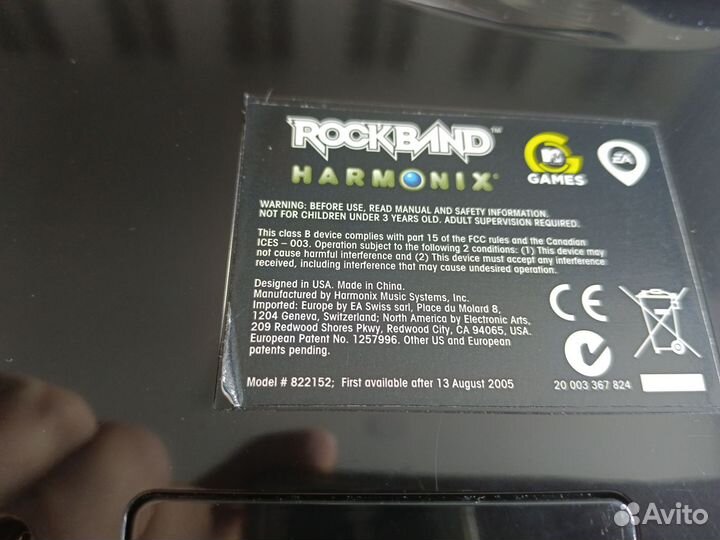 ROCKBAND™
HARMONIX®
MTV
G
GAMES
EA
WARNING: BEFORE USE, READ MANUAL AND SAFETY INFORMATION.
NOT FOR CHILDREN UNDER 3 YEARS OLD. ADULT SUPERVISION REQUIRED.
This class B device complies with part 15 of the FCC rules and the Canadian
ICES – 003. Operation subject to the following 2 conditions: (1) This device may
not cause harmful interference and (2) This device must accept any interference
received, including interference that may cause undesired operation.
Designed in USA. Made in China.
Manufactured by Harmonix Music Systems, Inc.
Imported: Europe by EA Swiss sarl, Place du Molard 8,
1204 Geneva, Switzerland; North America by Electronic Arts,
209 Redwood Shores Pkwy, Redwood City, CA 94065, USA.
European Patent No. 1257996. Other US and European
patents pending.
CE
N
20 003 367 824
Model # 822152; First available after 13 August 2005
Avito